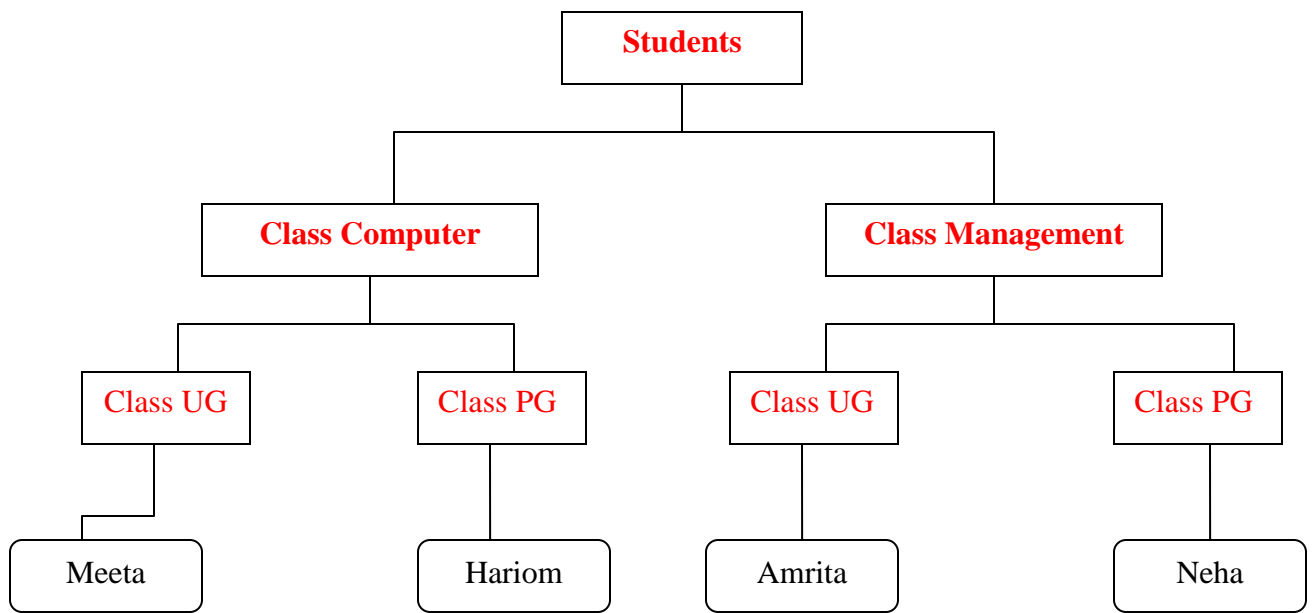 Students
Class Computer
Class Management
Class UG
Class PG
Class UG
Class PG
Meeta
Hariom
Amrita
Neha